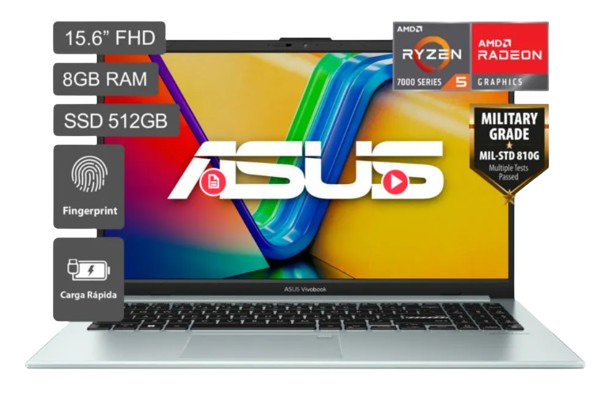 15.6” FHD
8GB RAM
SSD 512GB
Fingerprint
Carga Rápida
ASUS
ASUS Vivobook
AMD
RYZEN
7000 SERIES 5
AMD
RADEON
GRAPHICS
MILITARY
GRADE
MIL-STD 810G
Multiple Tests
Passed